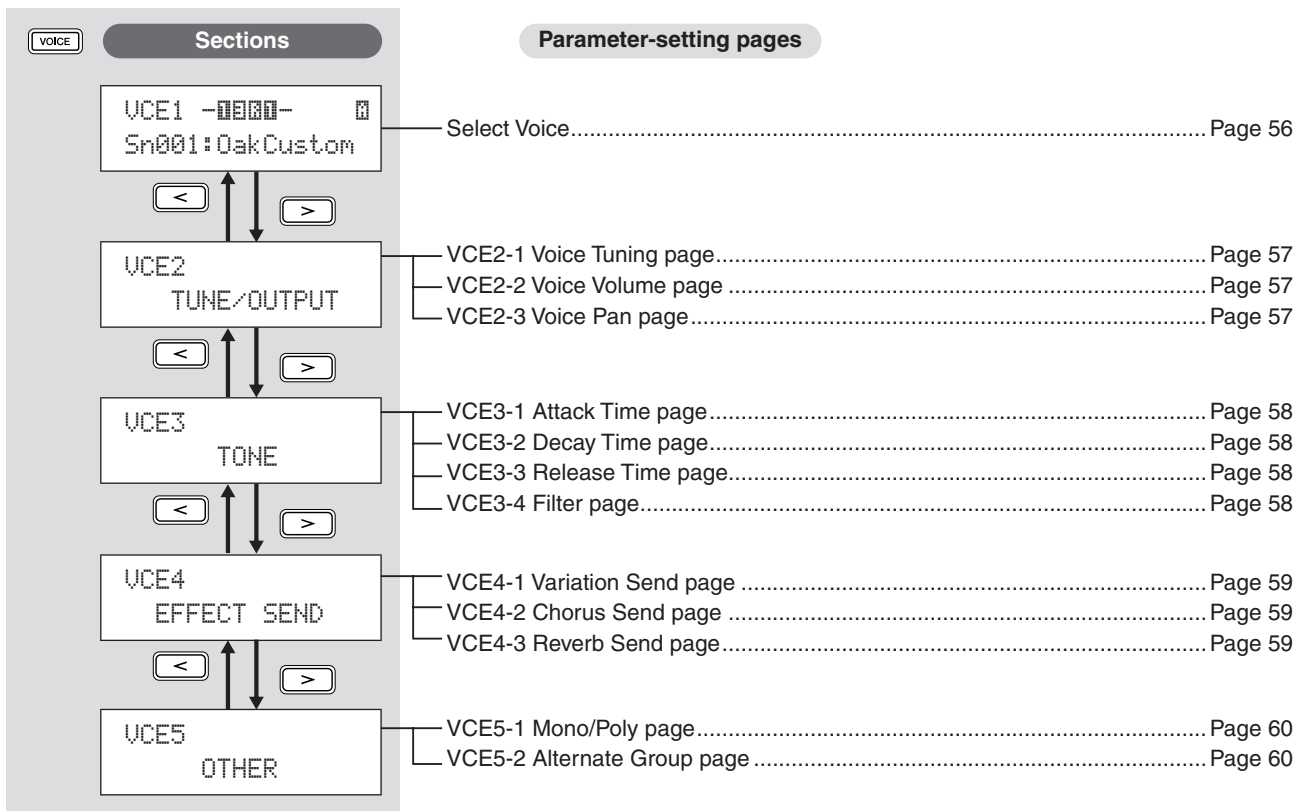 VOICE
Sections
Parameter-setting pages
VCE1
Sn001:OakCustom
Select Voice Page 56
<
>
VCE2
TUNE/OUTPUT
VCE2-1 Voice Tuning page Page 57
VCE2-2 Voice Volume page Page 57
VCE2-3 Voice Pan page Page 57
<
>
VCE3
TONE
VCE3-1 Attack Time page Page 58
VCE3-2 Decay Time page Page 58
VCE3-3 Release Time page Page 58
VCE3-4 Filter page Page 58
<
>
VCE4
EFFECT SEND
VCE4-1 Variation Send page Page 59
VCE4-2 Chorus Send page Page 59
VCE4-3 Reverb Send page Page 59
<
>
VCE5
OTHER
VCE5-1 Mono/Poly page Page 60
VCE5-2 Alternate Group page Page 60